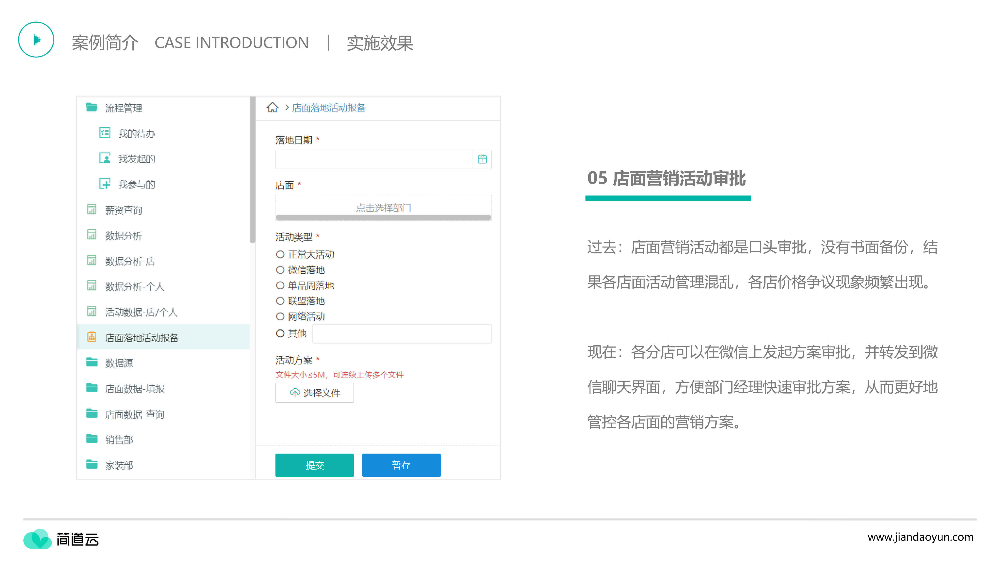 案例简介 CASE INTRODUCTION 实施效果
流程管理
我的待办
我发起的
我参与的
薪资查询
数据分析
数据分析-店
数据分析-个人
活动数据-店/个人
店面落地活动报备
数据源
店面数据-填报
店面数据-查询
销售部
家装部
店面落地活动报备
落地日期 *
店面 *
点击选择部门
活动类型 *
正常大活动
微信落地
单品周落地
联盟落地
网络活动
其他
活动方案 *
文件大小≤5M，可连续上传多个文件
选择文件
提交 暂存
05 店面营销活动审批
过去：店面营销活动都是口头审批，没有书面备份，结
果各店面活动管理混乱，各店价格争议现象频繁出现。
现在：各分店可以在微信上发起方案审批，并转发到微
信聊天界面，方便部门经理快速审批方案，从而更好地
管控各店面的营销方案。
简道云
www.jiandaoyun.com